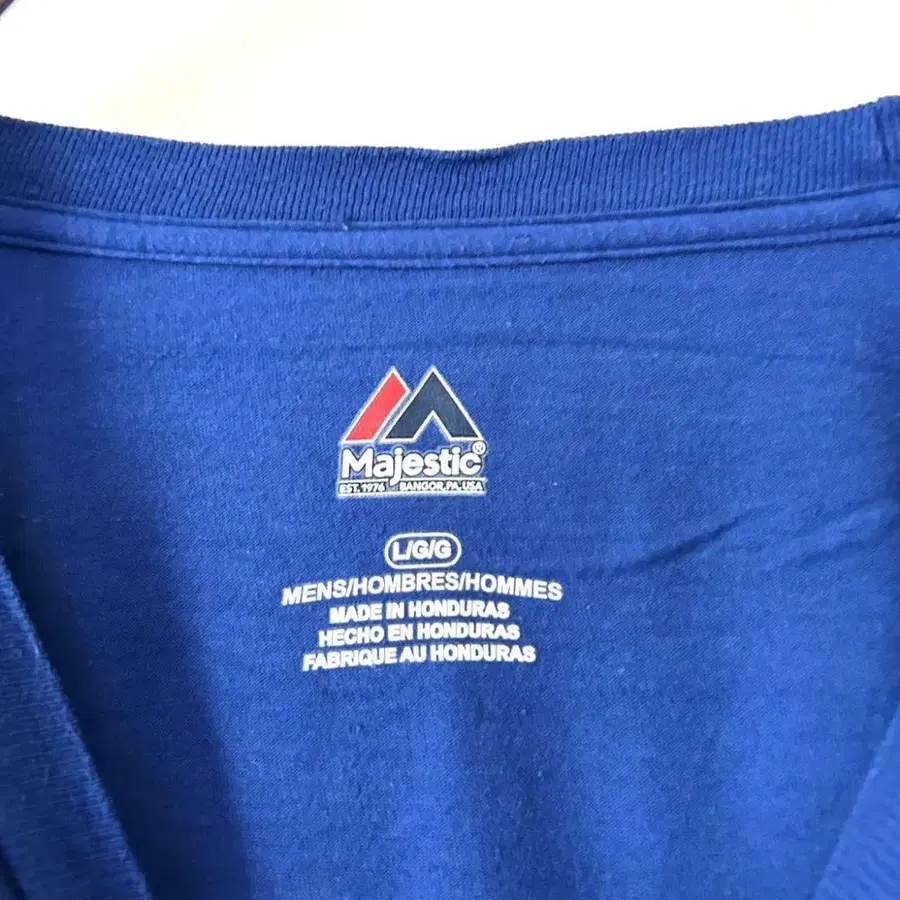 Majestic®
EST. 1976 BANGOR, PA, USA
L/G/G
MENS/HOMBRES/HOMMES
MADE IN HONDURAS
HECHO EN HONDURAS
FABRIQUE AU HONDURAS